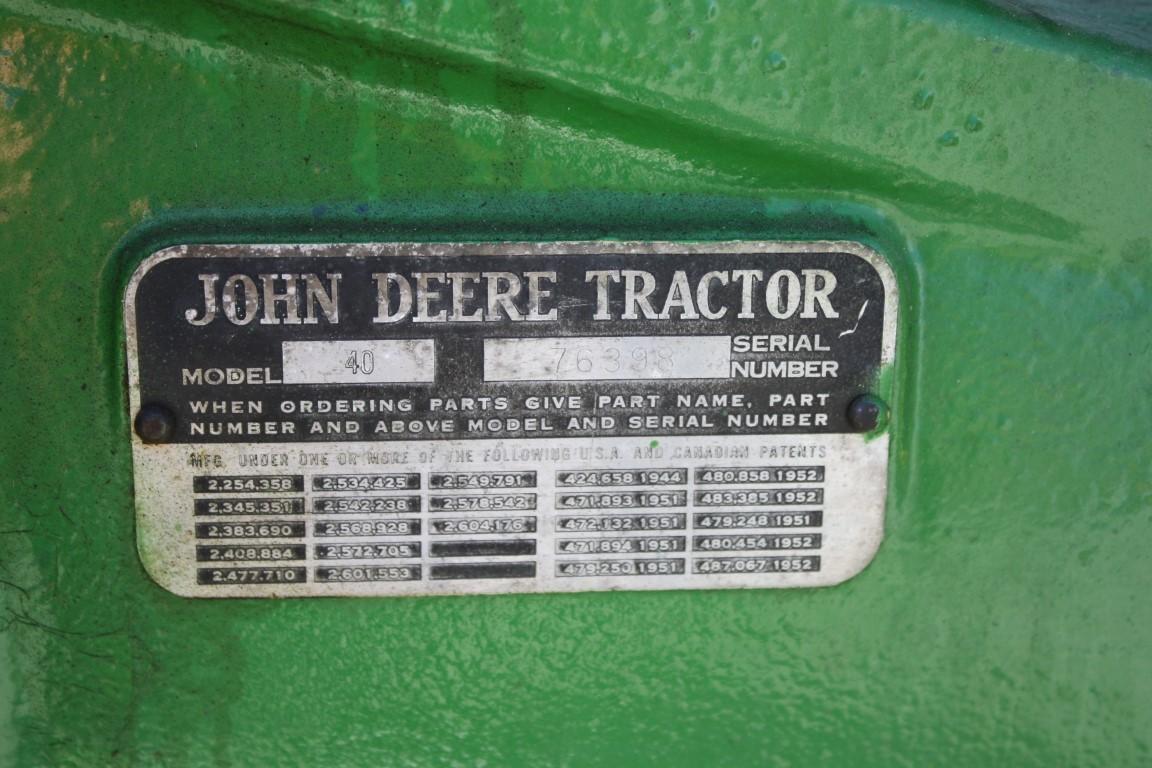 JOHN DEERE TRACTOR
MODEL 40 76398 SERIAL NUMBER
WHEN ORDERING PARTS GIVE PART NAME, PART
NUMBER AND ABOVE MODEL AND SERIAL NUMBER
MFG. UNDER ONE OR MORE OF THE FOLLOWING U.S.A. AND CANADIAN PATENTS
2,254,358 2,534,425 2,549,791 424,658 1944 480,858 1952
2,345,351 2,542,238 2,578,542 471,893 1951 483,385 1952
2,383,690 2,568,928 2,604,176 472,132 1951 479,248 1951
2,408,884 2,572,705 471,894 1951 480,454 1952
2,477,710 2,601,553 479,250 1951 487,067 1952